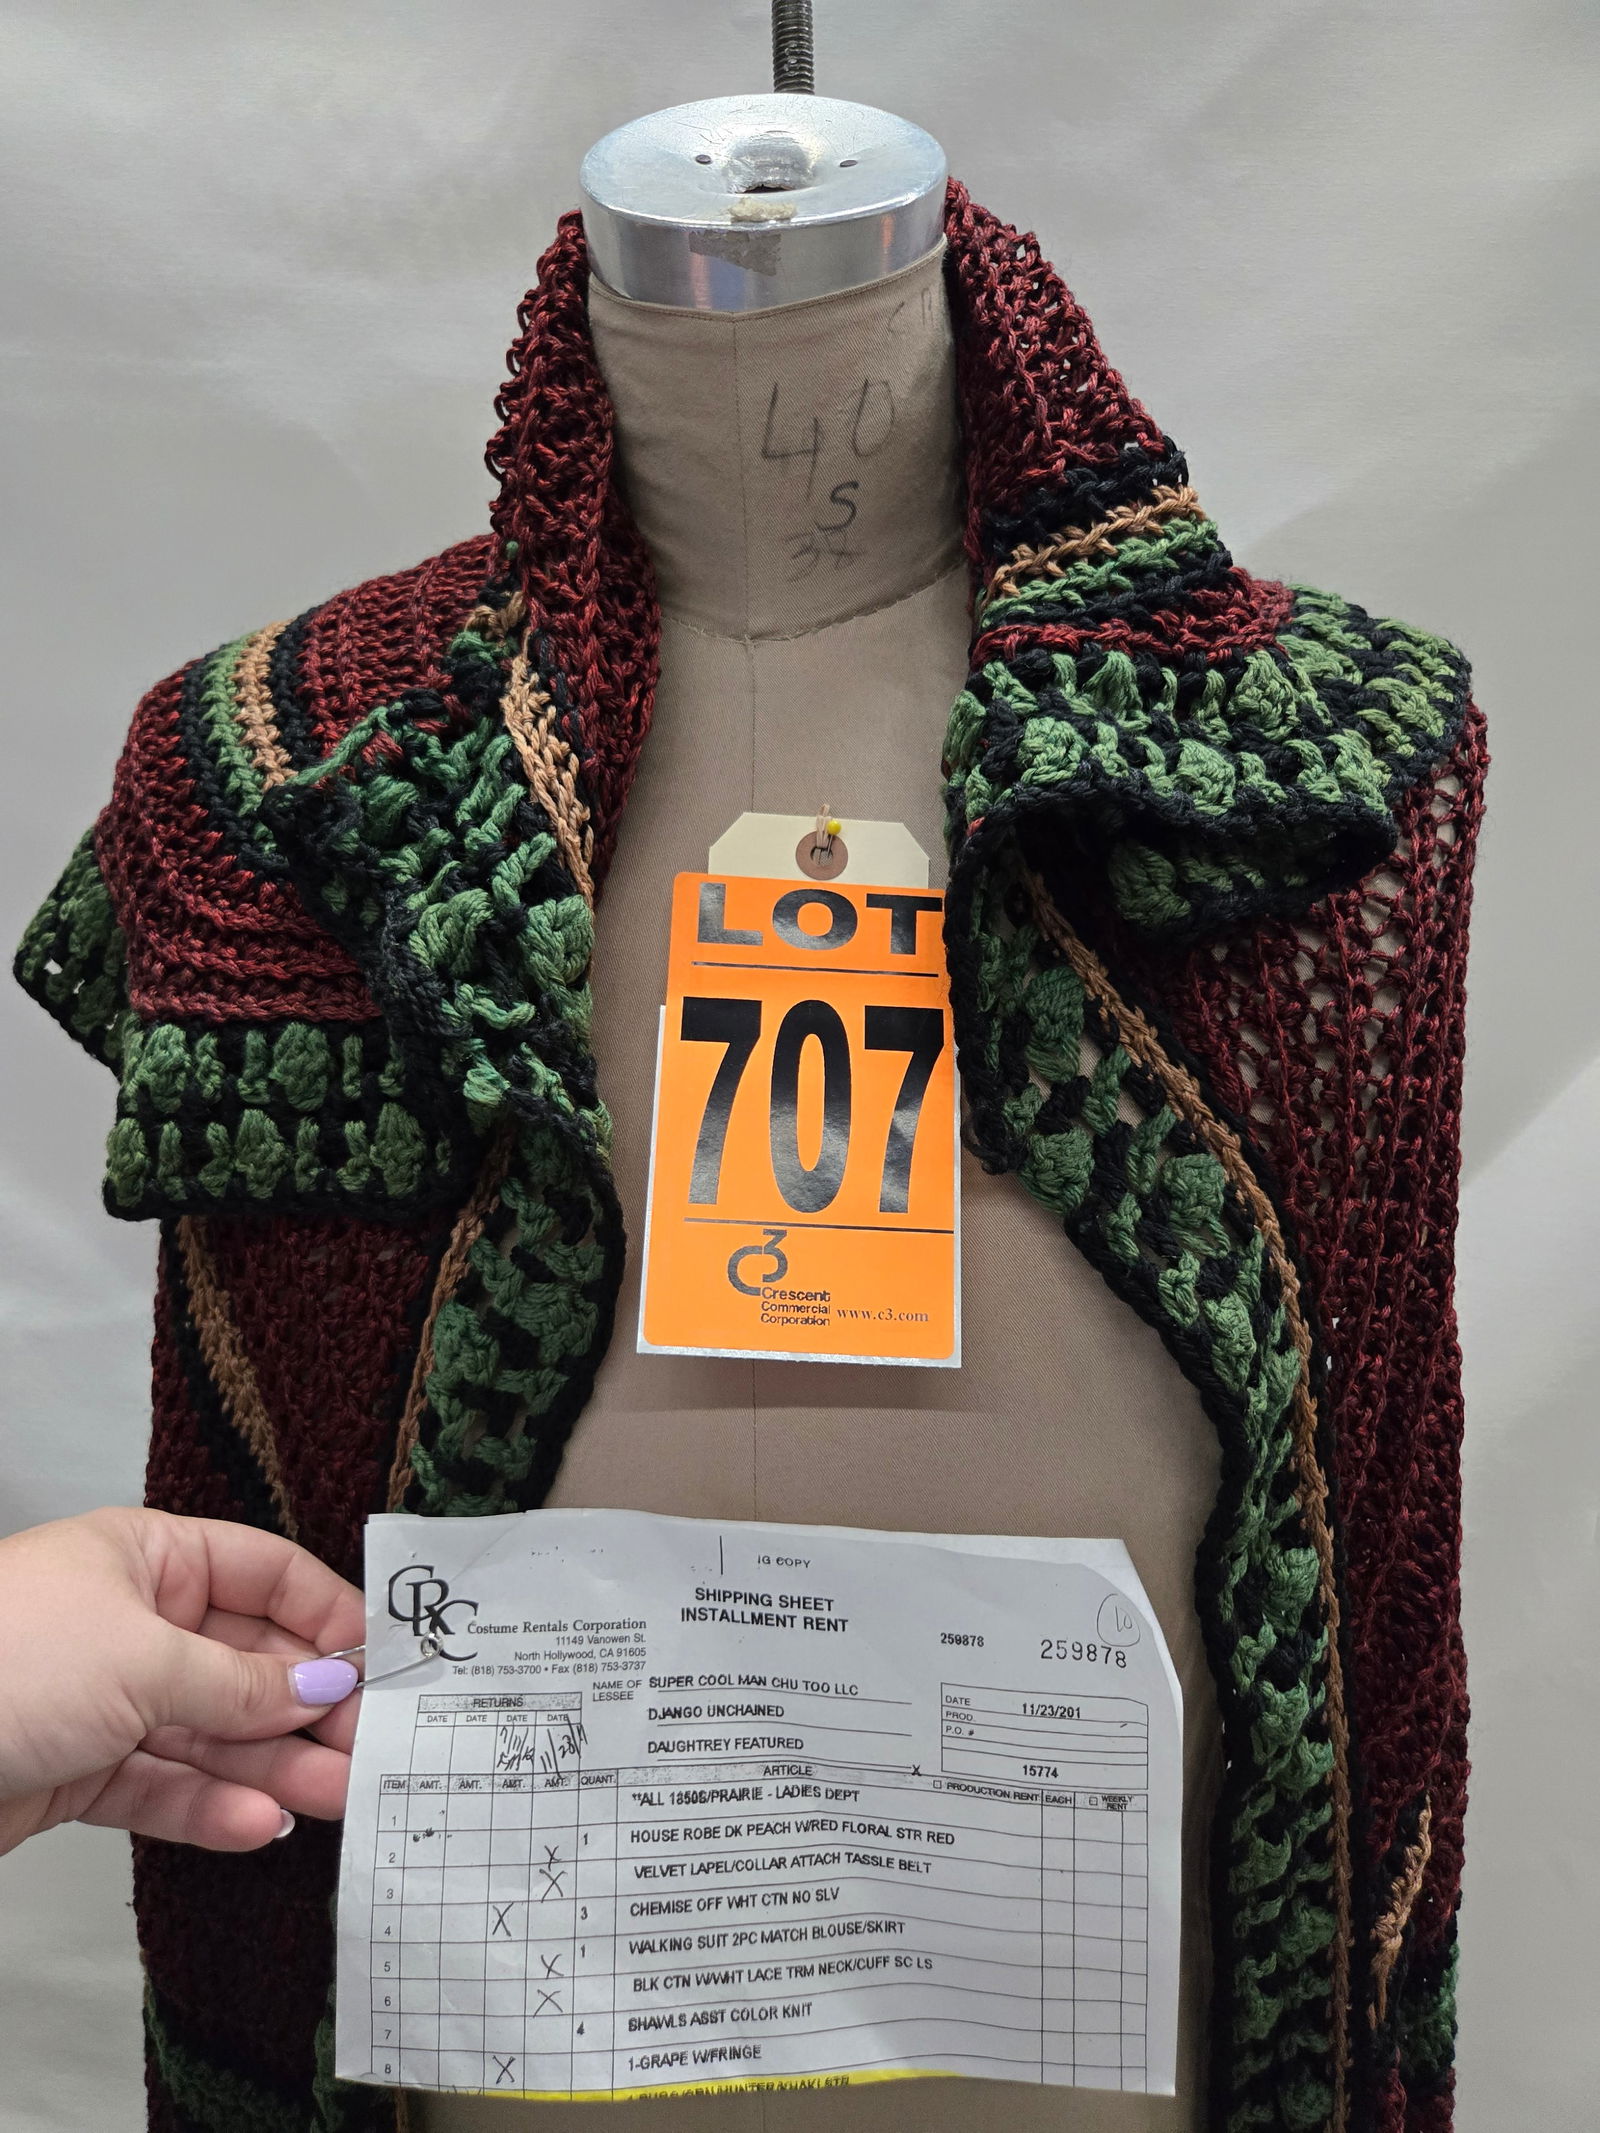 40
S
LOT
707
C3
Crescent
Commercial
Corporation www.c3.com
IG COPY
SHIPPING SHEET
INSTALLMENT RENT
10
CRC
Costume Rentals Corporation
11149 Vanowen St.
North Hollywood, CA 91605
Tel: (818) 753-3700 • Fax (818) 753-3737
259878 259878
NAME OF LESSEE SUPER COOL MAN CHU TOO LLC
DJANGO UNCHAINED
DAUGHTREY FEATURED
DATE 11/23/201
PROD.
P.O. #
15774
RETURNS
DATE DATE DATE DATE
ITEM AMT. AMT. AMT. AMT. QUANT. ARTICLE X PRODUCTION RENT EACH WEEKLY RENT
1 **ALL 1850S/PRAIRIE - LADIES DEPT
2 X 1 HOUSE ROBE DK PEACH W/RED FLORAL STR RED
3 X VELVET LAPEL/COLLAR ATTACH TASSLE BELT
4 X 3 CHEMISE OFF WHT CTN NO SLV
5 X 1 WALKING SUIT 2PC MATCH BLOUSE/SKIRT
6 X BLK CTN W/WHT LACE TRM NECK/CUFF SC LS
7 4 SHAWLS ASST COLOR KNIT
8 X 1-GRAPE W/FRINGE